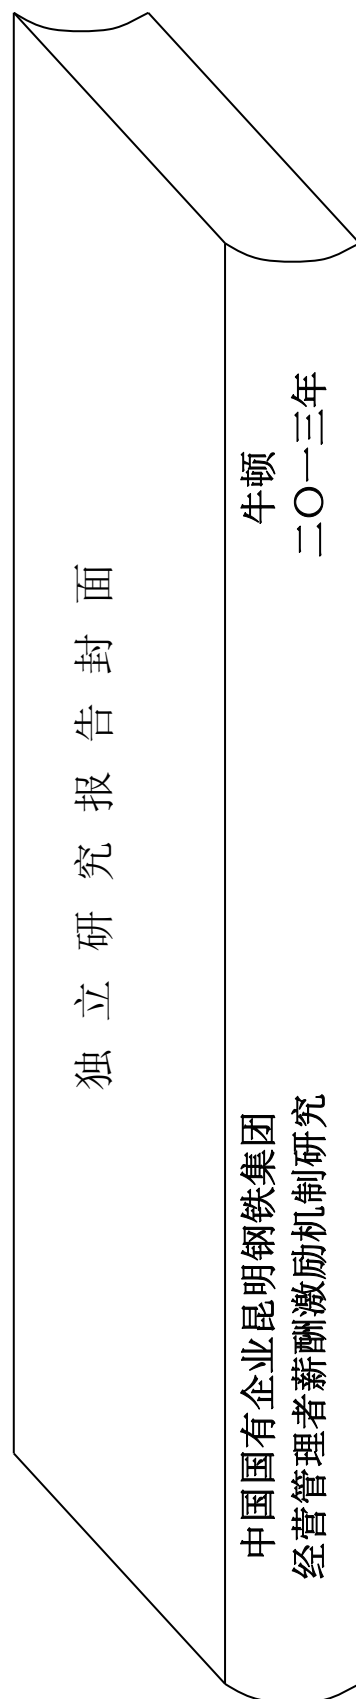 独立研究报告封面
中国国有企业昆明钢铁集团
经营管理者薪酬激励机制研究
牛顿
二〇一三年